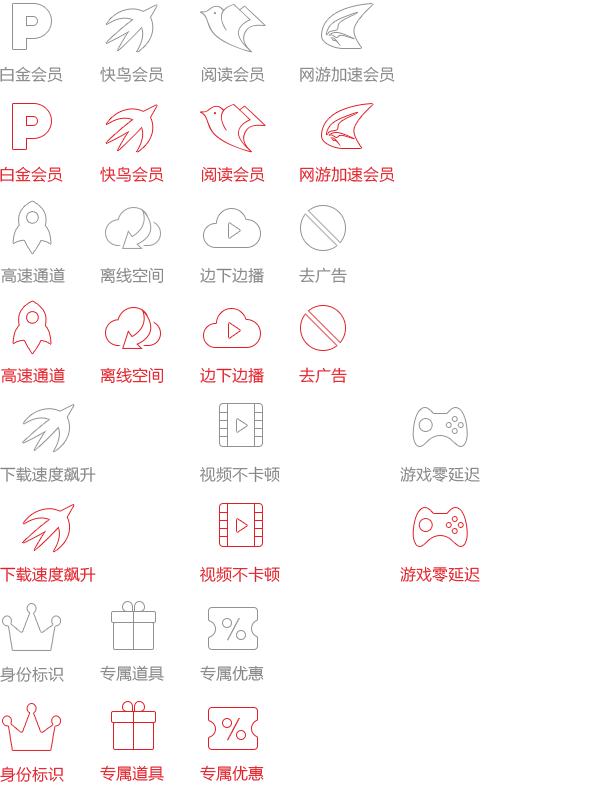 白金会员 快鸟会员 阅读会员 网游加速会员
白金会员 快鸟会员 阅读会员 网游加速会员
高速通道 离线空间 边下边播 去广告
高速通道 离线空间 边下边播 去广告
下载速度飙升 视频不卡顿 游戏零延迟
下载速度飙升 视频不卡顿 游戏零延迟
身份标识 专属道具 专属优惠
身份标识 专属道具 专属优惠